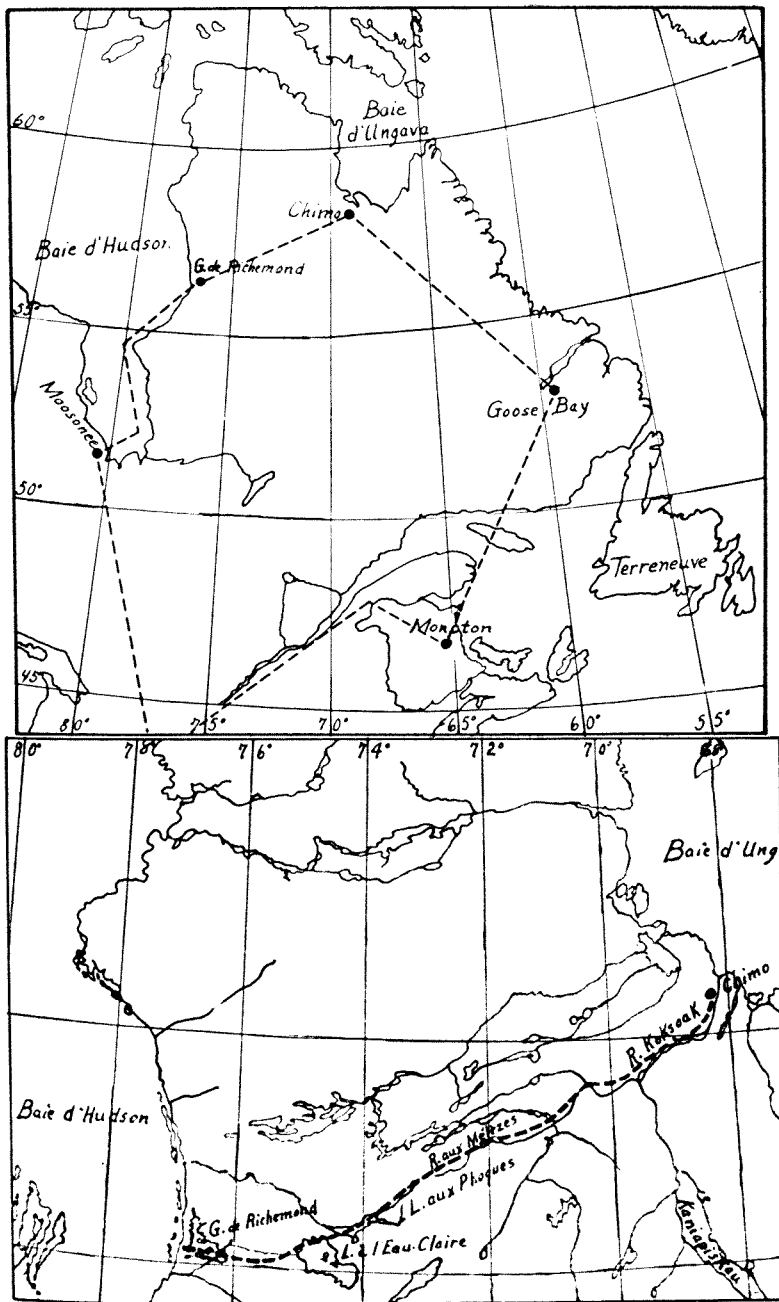 Baie
d'Ungava
60°
Chimo
Baie d'Hudson
G. de Richemond
55°
Moosonee
Goose Bay
50°
Terreneuve
Moncton
45°
80°
75°
70°
65°
60°
55°
80°
78°
76°
74°
72°
70°
68°
Baie d'Ung
Chimo
R. Koksoak
Baie d'Hudson
R. aux Mélèzes
L. aux Phoques
G. de Richemond
L. à l'Eau-Claire
Kaniapiskau